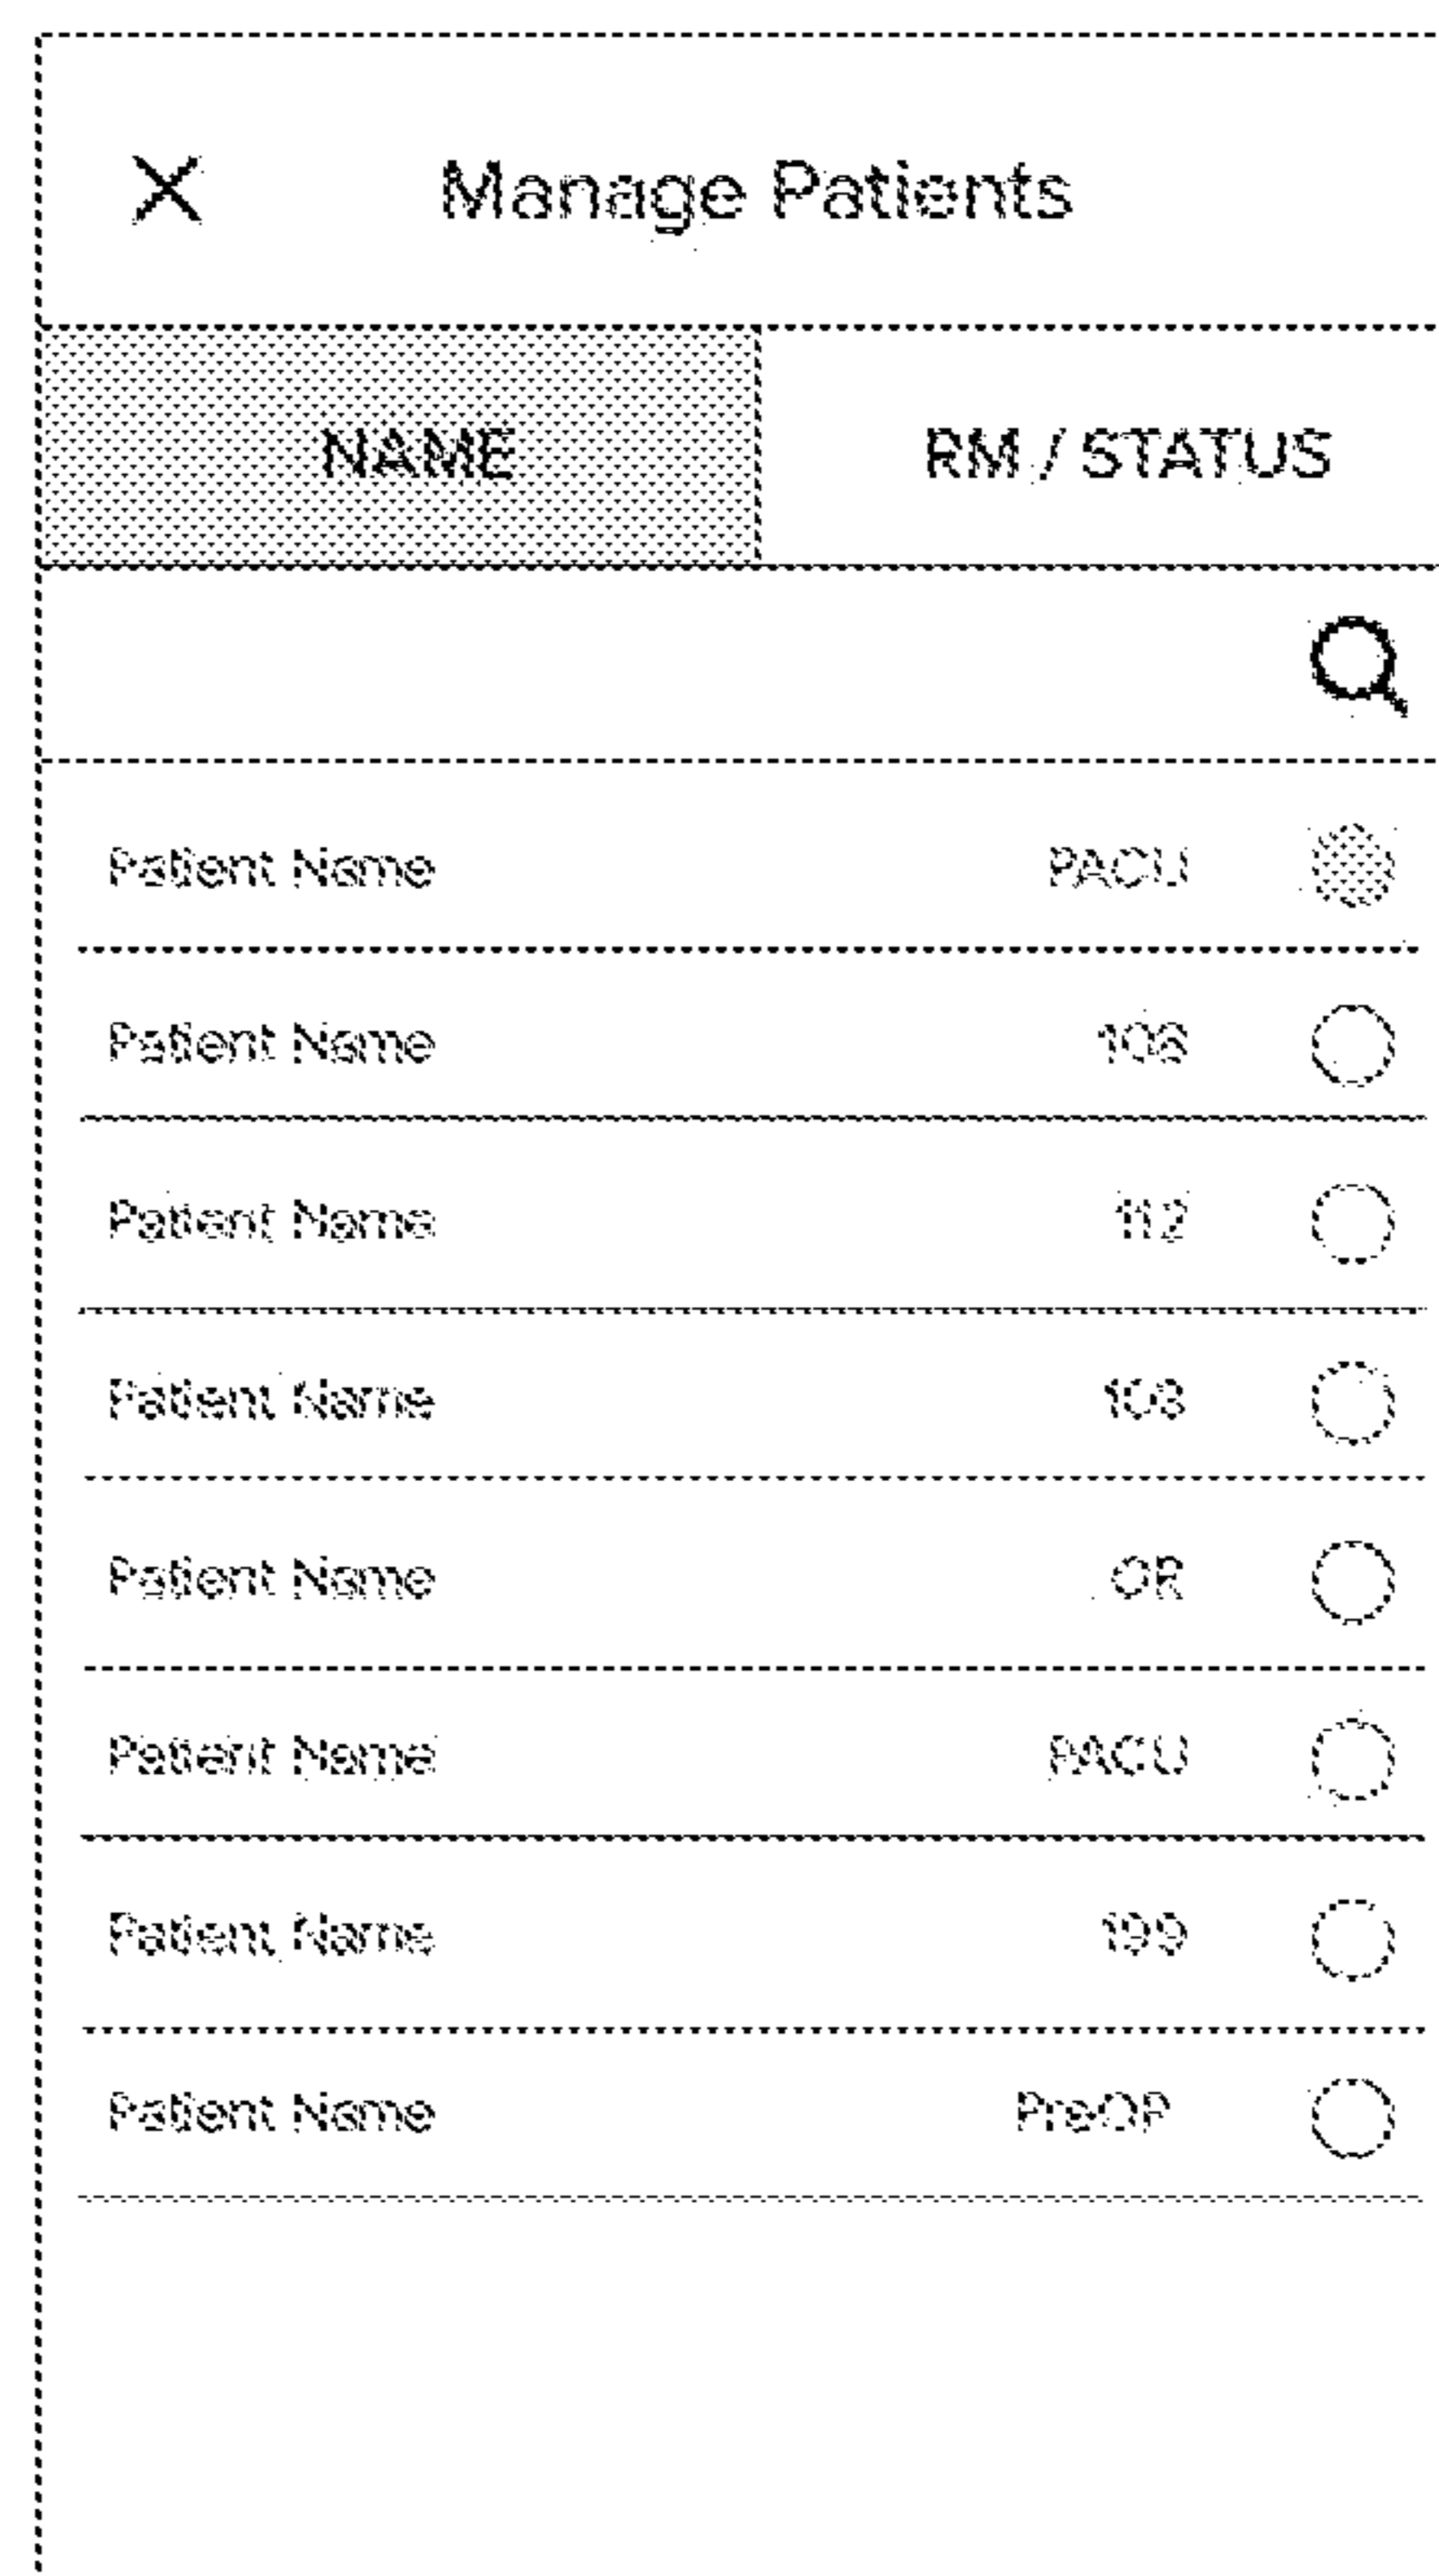 Manage Patients
NAME RM / STATUS
Patient Name PACU
Patient Name 106
Patient Name 112
Patient Name 103
Patient Name OR
Patient Name PACU
Patient Name 199
Patient Name PreOP